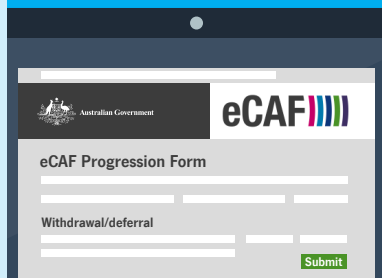 Australian Government
eCAF
eCAF Progression Form
Withdrawal/deferral
Submit